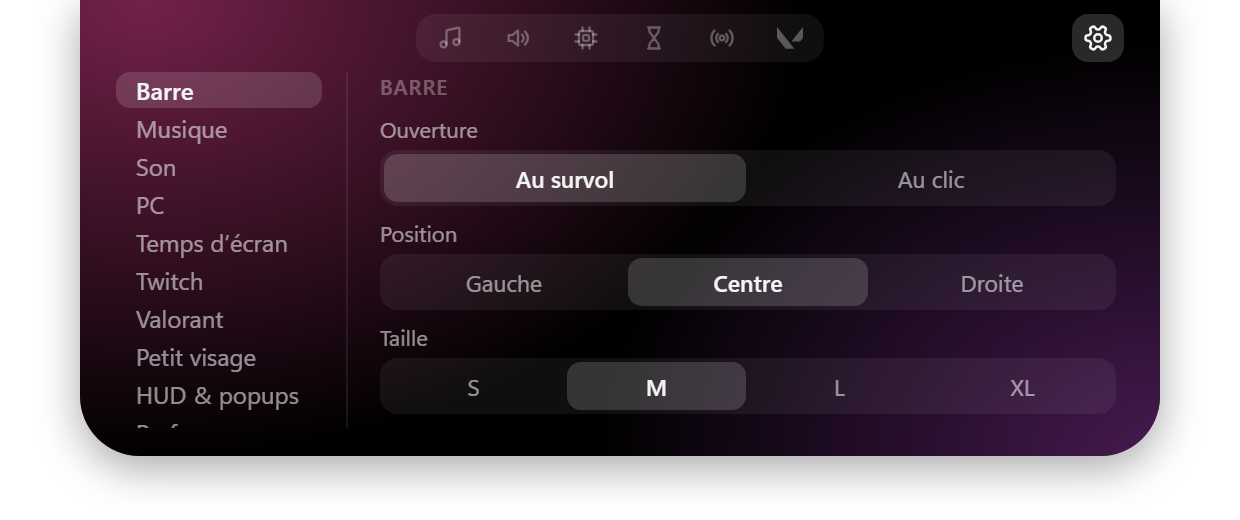 Barre
Musique
Son
PC
Temps d’écran
Twitch
Valorant
Petit visage
HUD & popups
BARRE
Ouverture
Au survol Au clic
Position
Gauche Centre Droite
Taille
S M L XL